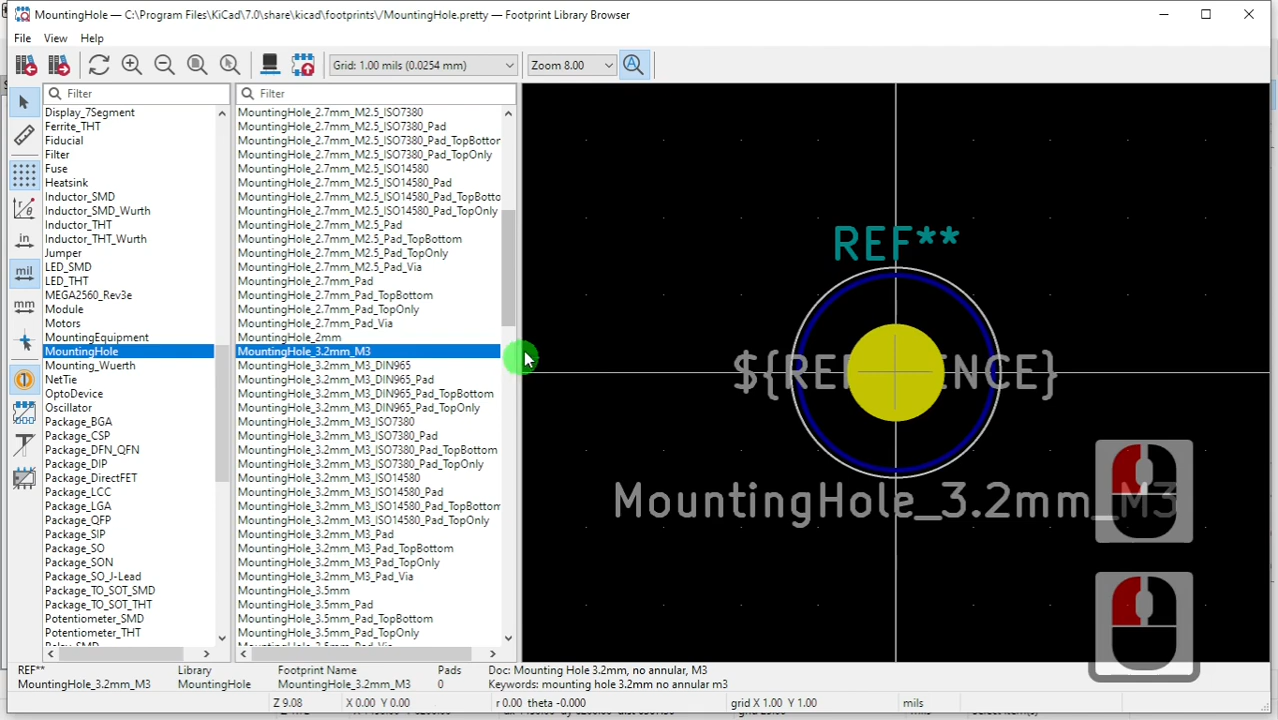 MountingHole — C:\Program Files\KiCad\7.0\share\kicad\footprints\/MountingHole.pretty — Footprint Library Browser
File View Help
Grid: 1.00 mils (0.0254 mm) Zoom 8.00
Filter
Display_7Segment
Ferrite_THT
Fiducial
Filter
Fuse
Heatsink
Inductor_SMD
Inductor_SMD_Wurth
Inductor_THT
Inductor_THT_Wurth
Jumper
LED_SMD
LED_THT
MEGA2560_Rev3e
Module
Motors
MountingEquipment
MountingHole
Mounting_Wuerth
NetTie
OptoDevice
Oscillator
Package_BGA
Package_CSP
Package_DFN_QFN
Package_DIP
Package_DirectFET
Package_LCC
Package_LGA
Package_QFP
Package_SIP
Package_SO
Package_SON
Package_SO_J-Lead
Package_TO_SOT_SMD
Package_TO_SOT_THT
Potentiometer_SMD
Potentiometer_THT
Filter
MountingHole_2.7mm_M2.5_ISO7380
MountingHole_2.7mm_M2.5_ISO7380_Pad
MountingHole_2.7mm_M2.5_ISO7380_Pad_TopBottor
MountingHole_2.7mm_M2.5_ISO7380_Pad_TopOnly
MountingHole_2.7mm_M2.5_ISO14580
MountingHole_2.7mm_M2.5_ISO14580_Pad
MountingHole_2.7mm_M2.5_ISO14580_Pad_TopBotto
MountingHole_2.7mm_M2.5_ISO14580_Pad_TopOnly
MountingHole_2.7mm_M2.5_Pad
MountingHole_2.7mm_M2.5_Pad_TopBottom
MountingHole_2.7mm_M2.5_Pad_TopOnly
MountingHole_2.7mm_M2.5_Pad_Via
MountingHole_2.7mm_Pad
MountingHole_2.7mm_Pad_TopBottom
MountingHole_2.7mm_Pad_TopOnly
MountingHole_2.7mm_Pad_Via
MountingHole_2mm
MountingHole_3.2mm_M3
MountingHole_3.2mm_M3_DIN965
MountingHole_3.2mm_M3_DIN965_Pad
MountingHole_3.2mm_M3_DIN965_Pad_TopBottom
MountingHole_3.2mm_M3_DIN965_Pad_TopOnly
MountingHole_3.2mm_M3_ISO7380
MountingHole_3.2mm_M3_ISO7380_Pad
MountingHole_3.2mm_M3_ISO7380_Pad_TopBottom
MountingHole_3.2mm_M3_ISO7380_Pad_TopOnly
MountingHole_3.2mm_M3_ISO14580
MountingHole_3.2mm_M3_ISO14580_Pad
MountingHole_3.2mm_M3_ISO14580_Pad_TopBottom
MountingHole_3.2mm_M3_ISO14580_Pad_TopOnly
MountingHole_3.2mm_M3_Pad
MountingHole_3.2mm_M3_Pad_TopBottom
MountingHole_3.2mm_M3_Pad_TopOnly
MountingHole_3.2mm_M3_Pad_Via
MountingHole_3.5mm
MountingHole_3.5mm_Pad
MountingHole_3.5mm_Pad_TopBottom
MountingHole_3.5mm_Pad_TopOnly
in
mil
mm
REF**
${REF ENCE}
MountingHole_3.2mm_M3
REF** Library Footprint Name Pads Doc: Mounting Hole 3.2mm, no annular, M3
MountingHole_3.2mm_M3 MountingHole MountingHole_3.2mm_M3 0 Keywords: mounting hole 3.2mm no annular m3
Z 9.08 X 0.00 Y 0.00 r 0.00 theta -0.000 grid X 1.00 Y 1.00 mils